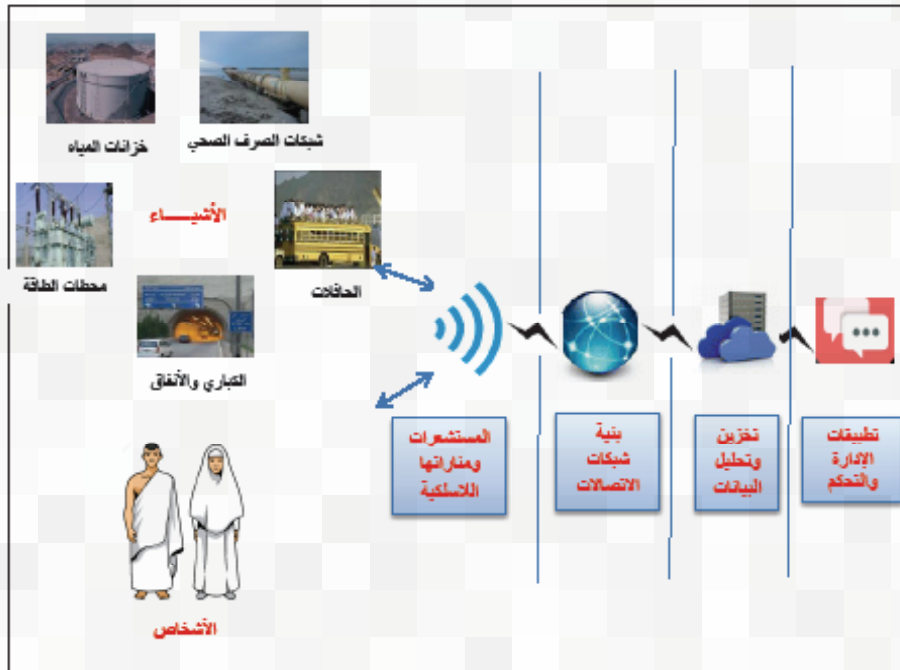 شبكات الصرف الصحي
خزانات المياه
الأشيـــــاء
محطات الطاقة
الحافلات
الكباري والأنفاق
المستشعرات
ومناراتها
اللاسلكية
بنية
شبكات
الاتصالات
تخزين
وتحليل
البيانات
تطبيقات
الإدارة
والتحكم
الأشخاص